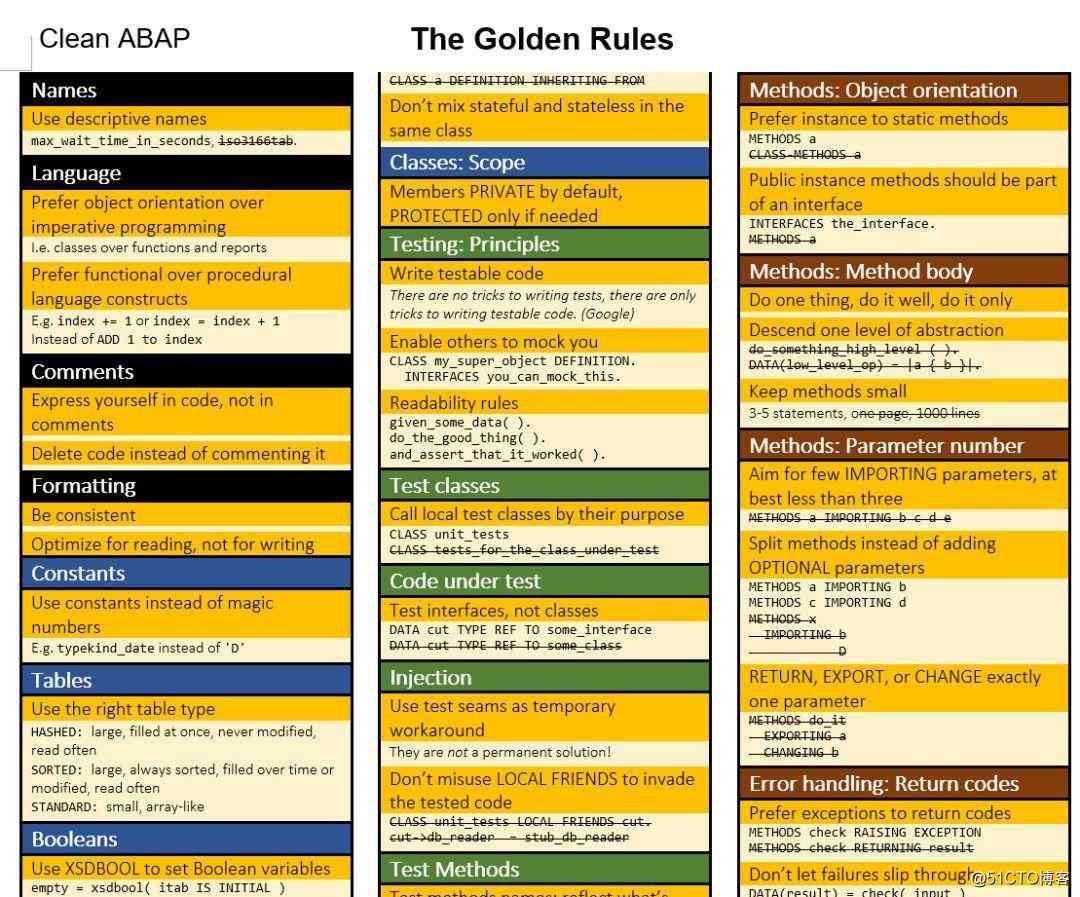 Clean ABAP
The Golden Rules
Names
Use descriptive names
max_wait_time_in_seconds, iso3166tab.
Language
Prefer object orientation over
imperative programming
I.e. classes over functions and reports
Prefer functional over procedural
language constructs
E.g. index += 1 or index = index + 1
Instead of ADD 1 to index
Comments
Express yourself in code, not in
comments
Delete code instead of commenting it
Formatting
Be consistent
Optimize for reading, not for writing
Constants
Use constants instead of magic
numbers
E.g. typekind_date instead of 'D'
Tables
Use the right table type
HASHED: large, filled at once, never modified,
read often
SORTED: large, always sorted, filled over time or
modified, read often
STANDARD: small, array-like
Booleans
Use XSDBOOL to set Boolean variables
empty = xsdbool( itab IS INITIAL )
CLASS a DEFINITION INHERITING FROM
Don't mix stateful and stateless in the
same class
Classes: Scope
Members PRIVATE by default,
PROTECTED only if needed
Testing: Principles
Write testable code
There are no tricks to writing tests, there are only
tricks to writing testable code. (Google)
Enable others to mock you
CLASS my_super_object DEFINITION.
INTERFACES you_can_mock_this.
Readability rules
given_some_data( ).
do_the_good_thing( ).
and_assert_that_it_worked( ).
Test classes
Call local test classes by their purpose
CLASS unit_tests
CLASS tests_for_the_class_under_test
Code under test
Test interfaces, not classes
DATA cut TYPE REF TO some_interface
DATA cut TYPE REF TO some_class
Injection
Use test seams as temporary
workaround
They are not a permanent solution!
Don't misuse LOCAL FRIENDS to invade
the tested code
CLASS unit_tests LOCAL FRIENDS cut.
cut->db_reader = stub_db_reader
Test Methods
Test methods names: reflect what's
Methods: Object orientation
Prefer instance to static methods
METHODS a
CLASS-METHODS a
Public instance methods should be part
of an interface
INTERFACES the_interface.
METHODS a
Methods: Method body
Do one thing, do it well, do it only
Descend one level of abstraction
do_something_high_level ( ).
DATA(low_level_op) = |a { b }|.
Keep methods small
3-5 statements, one page, 1000 lines
Methods: Parameter number
Aim for few IMPORTING parameters, at
best less than three
METHODS a IMPORTING b c d e
Split methods instead of adding
OPTIONAL parameters
METHODS a IMPORTING b
METHODS c IMPORTING d
METHODS x
IMPORTING b
D
RETURN, EXPORT, or CHANGE exactly
one parameter
METHODS do_it
EXPORTING a
CHANGING b
Error handling: Return codes
Prefer exceptions to return codes
METHODS check RAISING EXCEPTION
METHODS check RETURNING result
Don't let failures slip through
DATA(result) = check( input )
@51CTO博客